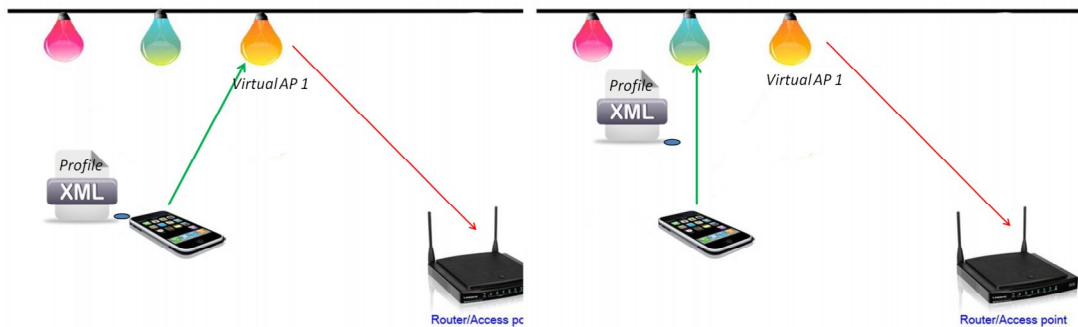 Virtual AP 1
Profile
XML
Router/Access po
Profile
XML
Virtual AP 1
Router/Access point